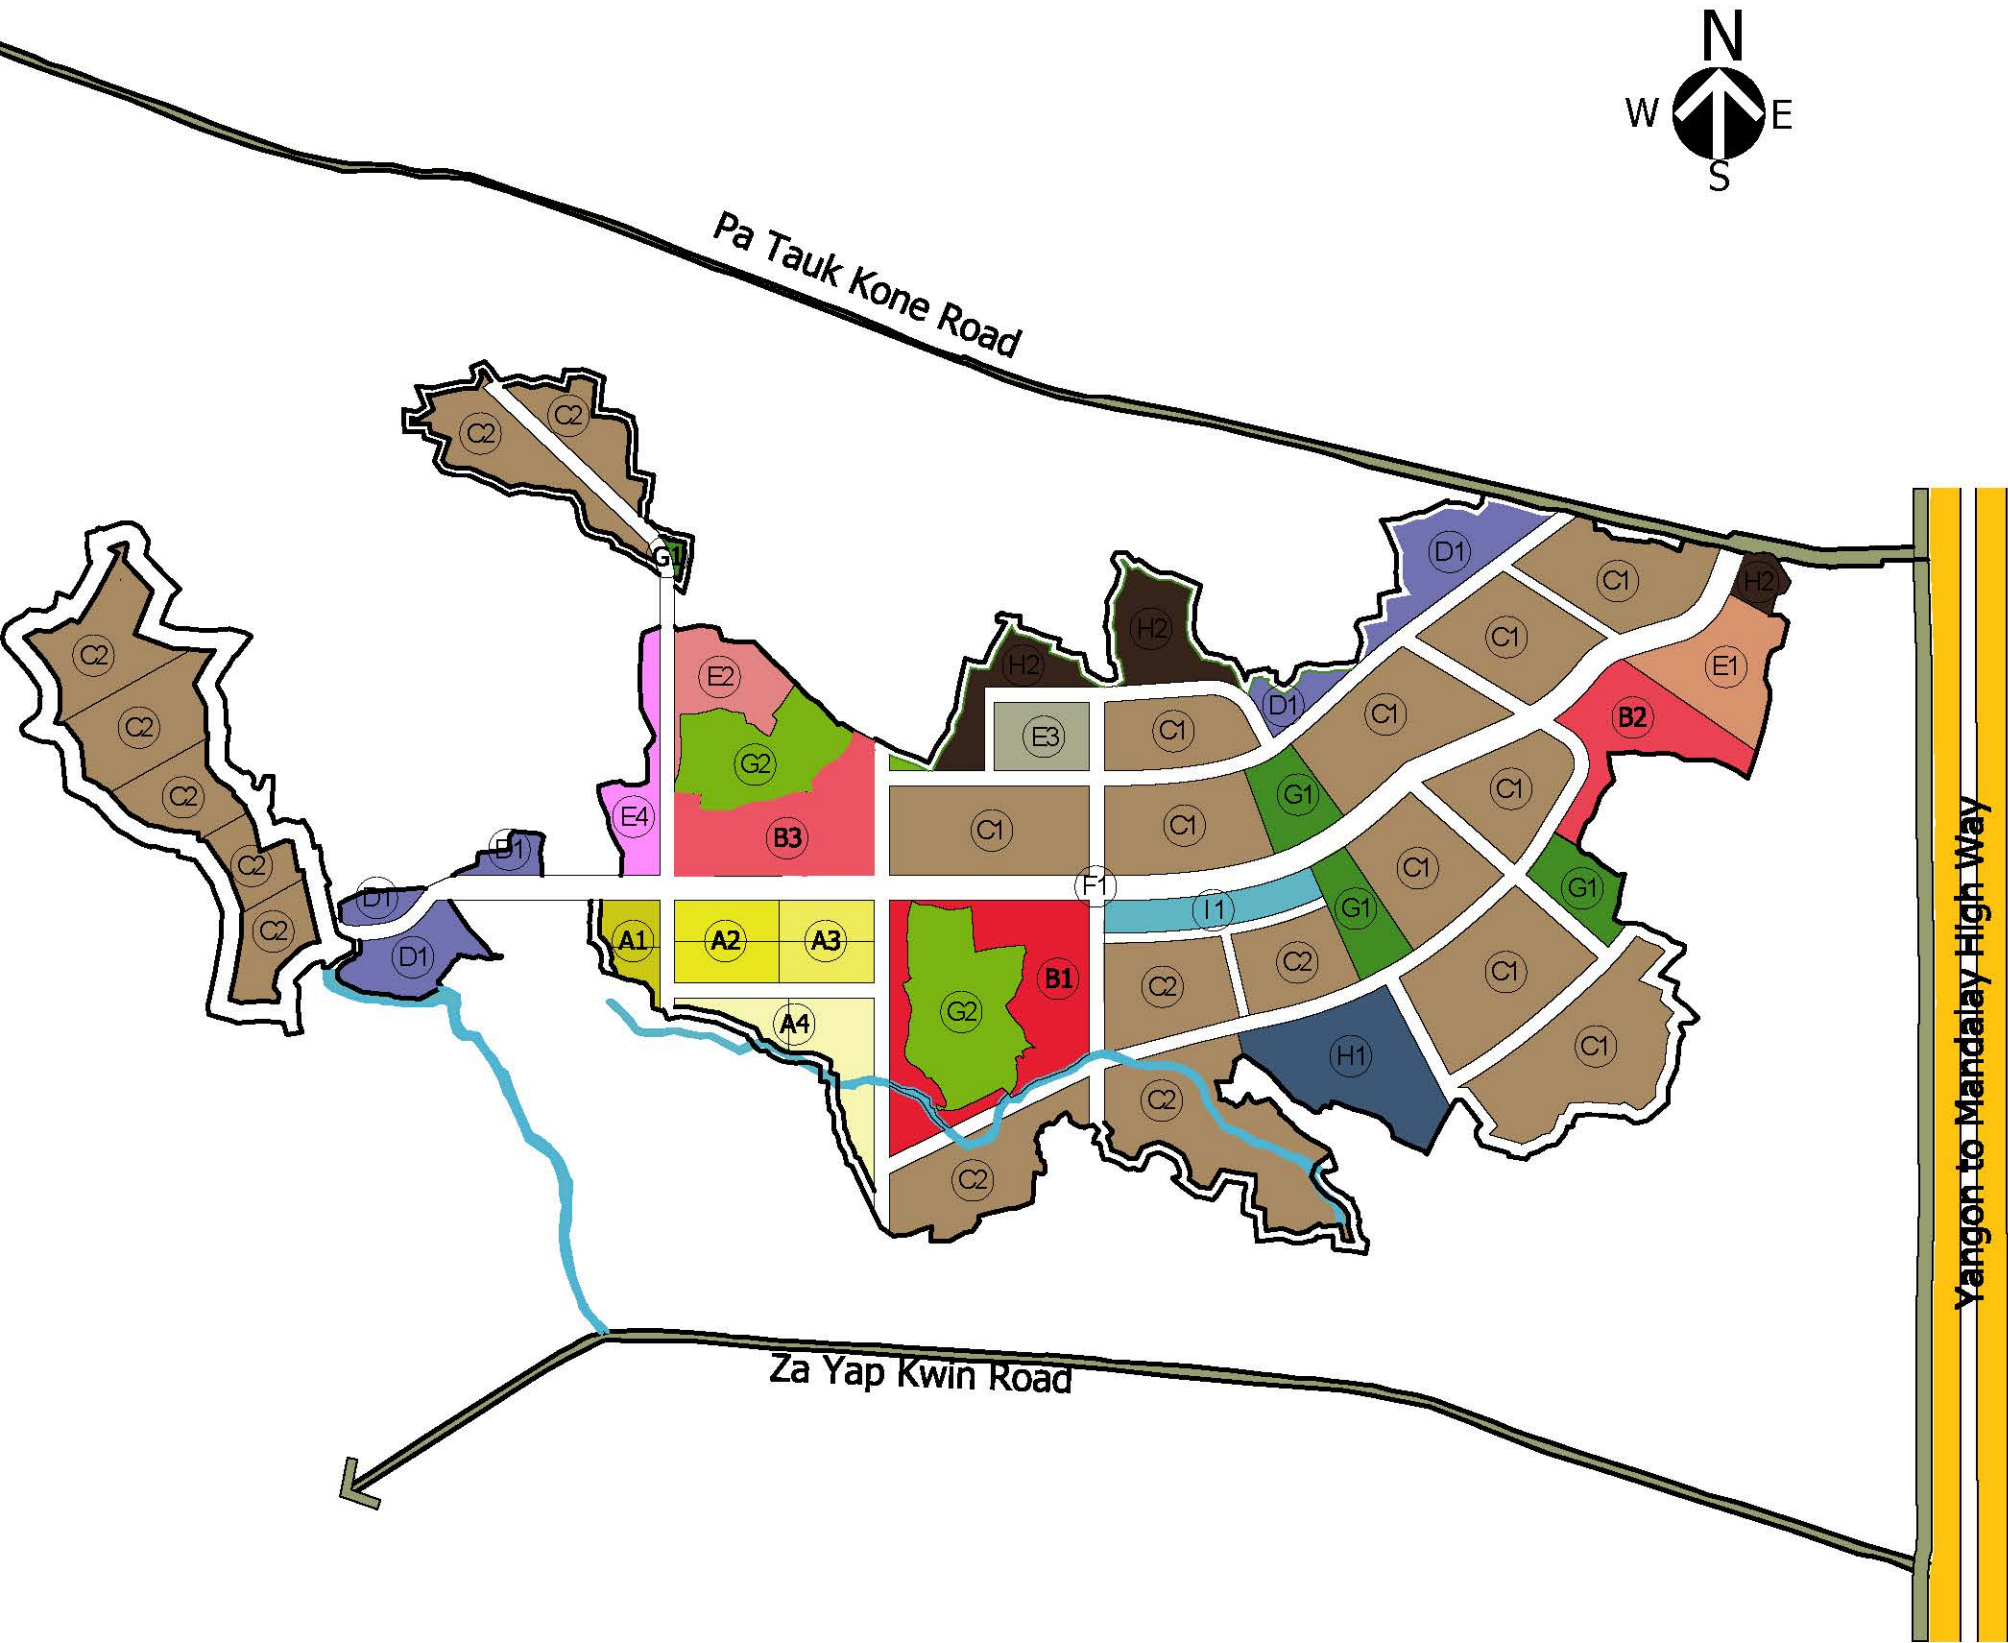 N
W E
S
Pa Tauk Kone Road
C2
C2
G1
D1
C1
H2
C2
C2
C2
C2
C2
E2
G2
E4
B3
H2
H2
E3
C1
D1
C1
C1
E1
B2
C1
C1
C1
G1
C1
G1
D1
D1
D1
F1
I1
G1
C1
A1
A2
A3
A4
B1
G2
C2
C2
C1
H1
C1
C2
C2
Yangon to Mandalay High Way
Za Yap Kwin Road